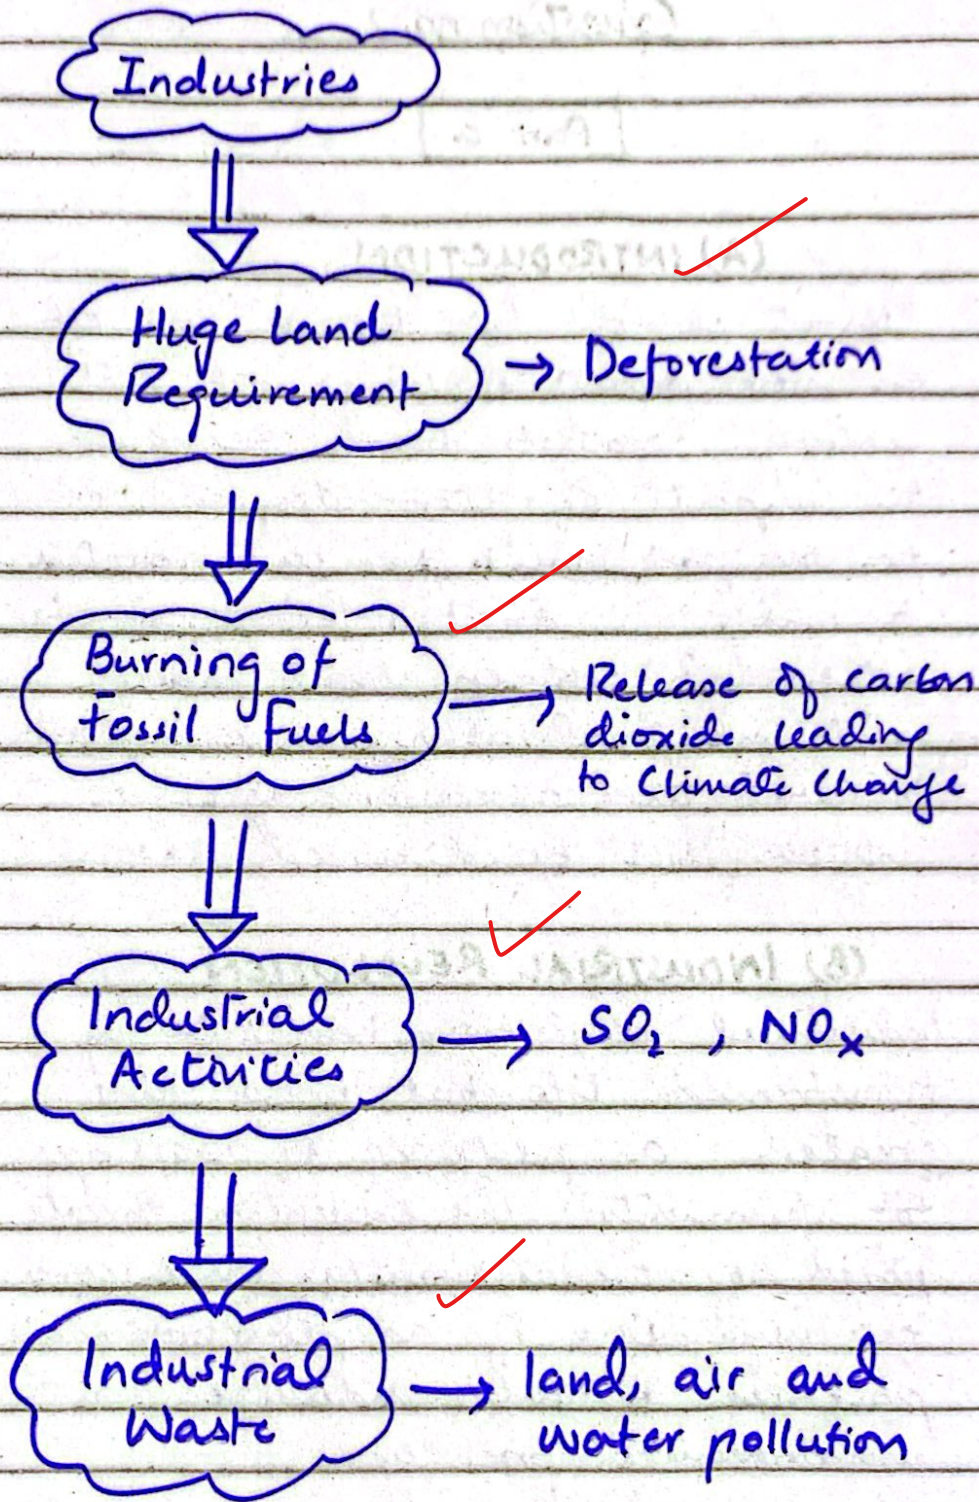 Industries
Huge Land
Requirement → Deforestation
Burning of
Fossil Fuels → Release of carbon
dioxide leading
to Climate Change
Industrial
Activities → SO₂ , NOₓ
Industrial
Waste → land, air and
water pollution